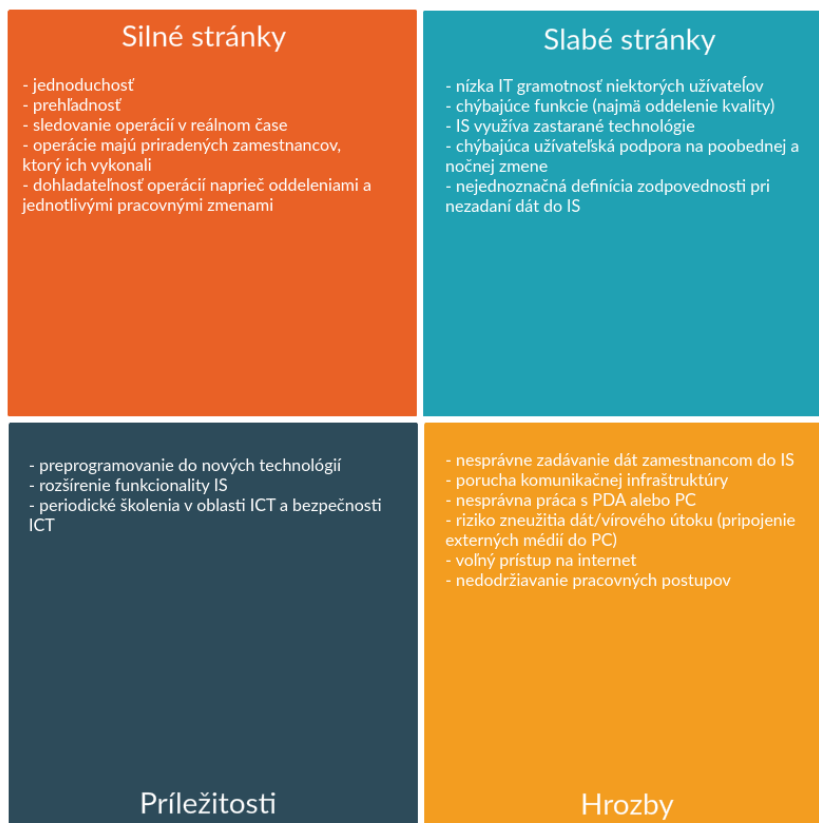 Silné stránky
- jednoduchosť
- prehľadnosť
- sledovanie operácií v reálnom čase
- operácie majú priradených zamestnancov,
ktorý ich vykonali
- dohladateľnosť operácií naprieč oddeleniami a
jednotlivými pracovnými zmenami
Slabé stránky
- nízka IT gramotnosť niektorých užívateĺov
- chýbajúce funkcie (najmä oddelenie kvality)
- IS využíva zastarané technológie
- chýbajúca užívateľská podpora na poobednej a
nočnej zmene
- nejednoznačná definícia zodpovednosti pri
nezadaní dát do IS
- preprogramovanie do nových technológií
- rozšírenie funkcionality IS
- periodické školenia v oblasti ICT a bezpečnosti
ICT
Príležitosti
- nesprávne zadávanie dát zamestnancom do IS
- porucha komunikačnej infraštruktúry
- nesprávna práca s PDA alebo PC
- riziko zneužitia dát/vírového útoku (pripojenie
externých médií do PC)
- voľný prístup na internet
- nedodržiavanie pracovných postupov
Hrozby